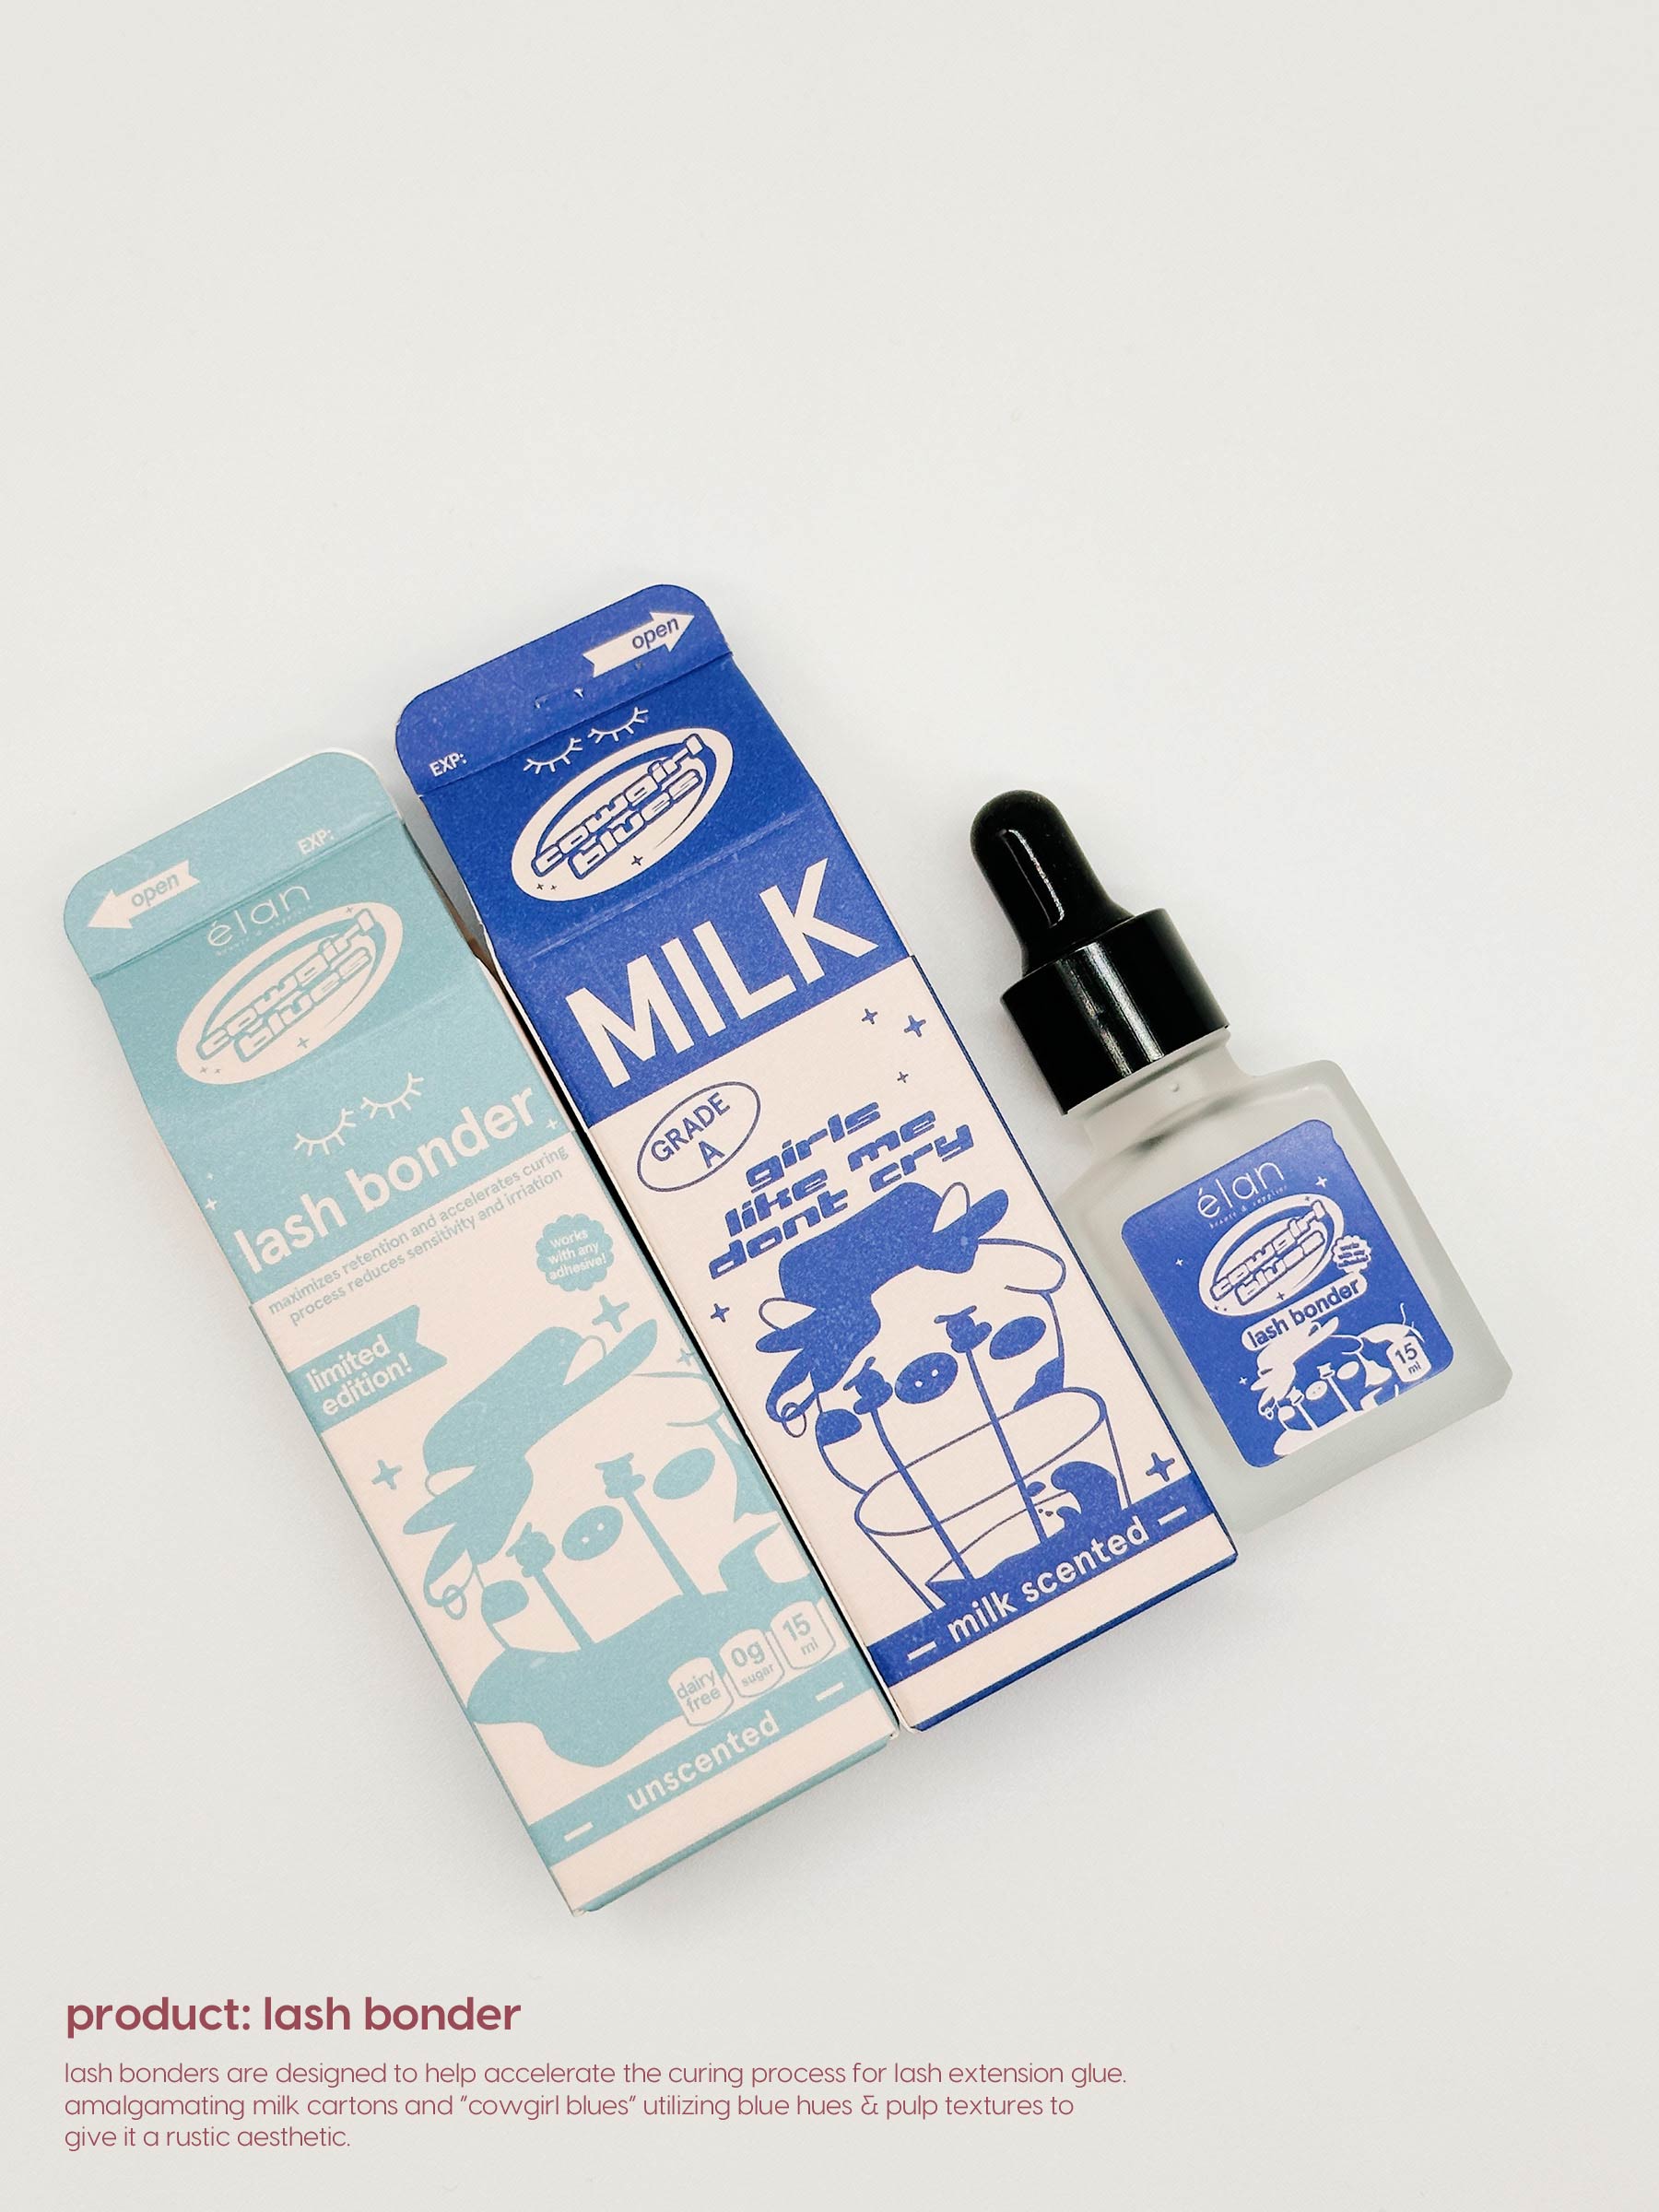 open
EXP:
élan
cowgirl
blues
lash bonder
maximizes retention and accelerates curing
process reduces sensitivity and irriation
works
with any
adhesive!
limited
edition!
dairy
free
0g
sugar
15
ml
unscented
open
EXP:
cowgirl
blues
MILK
GRADE
A
girls
like me
dont cry
milk scented
élan
beauty & supplies
cowgirl
blues
lash bonder
15
ml
product: lash bonder
lash bonders are designed to help accelerate the curing process for lash extension glue.
amalgamating milk cartons and "cowgirl blues" utilizing blue hues & pulp textures to
give it a rustic aesthetic.